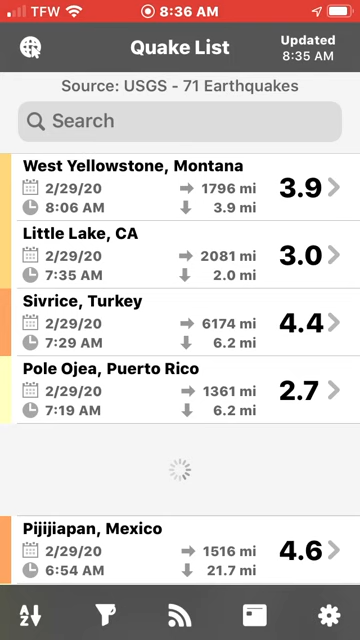 TFW 8:36 AM
Quake List
Updated
8:35 AM
Source: USGS - 71 Earthquakes
Search
West Yellowstone, Montana
2/29/20 1796 mi
8:06 AM 3.9 mi
3.9
Little Lake, CA
2/29/20 2081 mi
7:35 AM 2.0 mi
3.0
Sivrice, Turkey
2/29/20 6174 mi
7:29 AM 6.2 mi
4.4
Pole Ojea, Puerto Rico
2/29/20 1361 mi
7:19 AM 6.2 mi
2.7
Pijijiapan, Mexico
2/29/20 1516 mi
6:54 AM 21.7 mi
4.6
A
Z